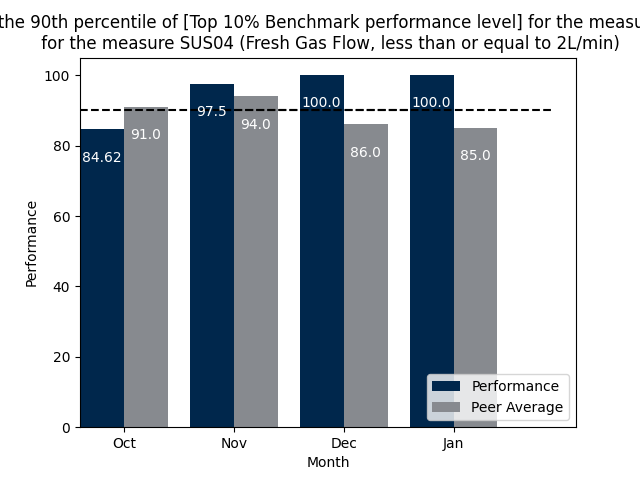 the 90th percentile of [Top 10% Benchmark performance level] for the
for the measure SUS04 (Fresh Gas Flow, less than or equal to 2L/min)
100
80
60
40
20
0
Performance
84.62
91.0
97.5
94.0
100.0
86.0
100.0
85.0
Performance
Peer Average
Oct
Nov
Dec
Jan
Month